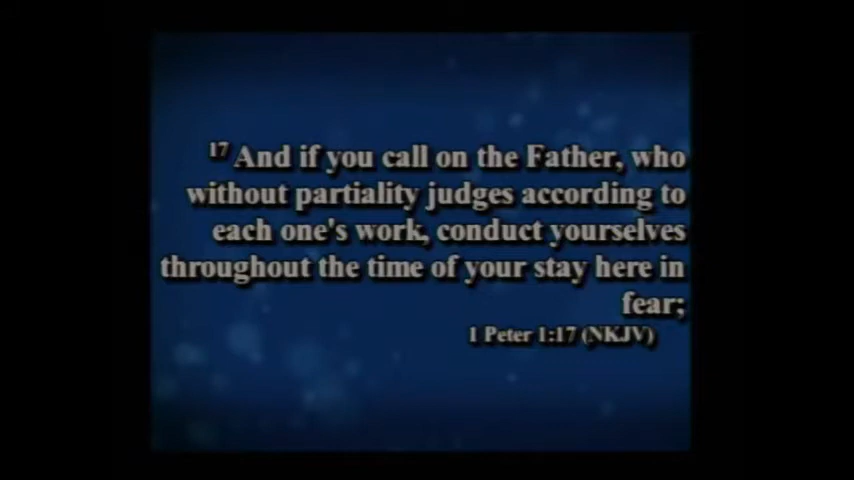 17 And if you call on the Father, who
without partiality judges according to
each one's work, conduct yourselves
throughout the time of your stay here in
fear;
1 Peter 1:17 (NKJV)